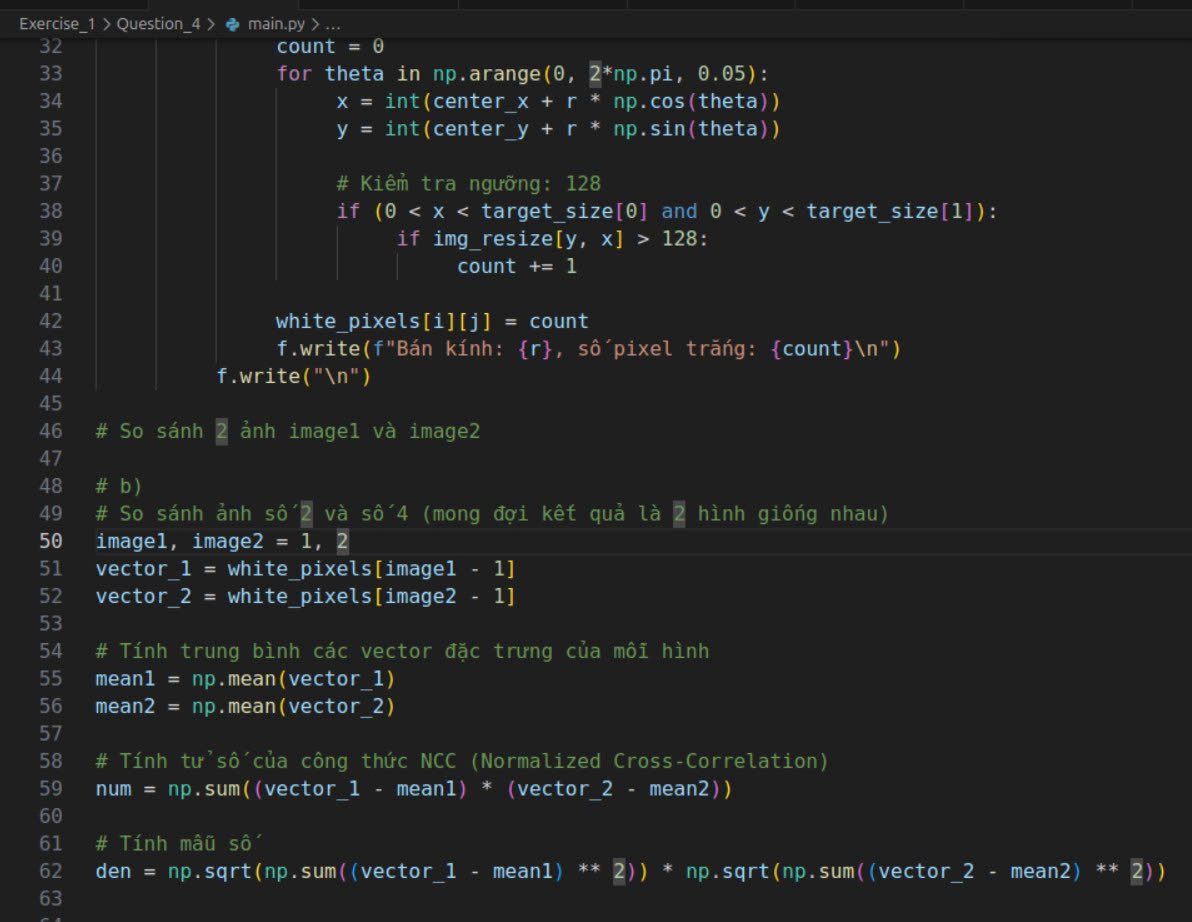 Exercise_1 > Question_4 > main.py > ...
32 count = 0
33 for theta in np.arange(0, 2*np.pi, 0.05):
34 x = int(center_x + r * np.cos(theta))
35 y = int(center_y + r * np.sin(theta))
36
37 # Kiểm tra ngưỡng: 128
38 if (0 < x < target_size[0] and 0 < y < target_size[1]):
39 if img_resize[y, x] > 128:
40 count += 1
41
42 white_pixels[i][j] = count
43 f.write(f"Bán kính: {r}, số pixel trắng: {count}\n")
44 f.write("\n")
45
46 # So sánh 2 ảnh image1 và image2
47
48 # b)
49 # So sánh ảnh số 2 và số 4 (mong đợi kết quả là 2 hình giống nhau)
50 image1, image2 = 1, 2
51 vector_1 = white_pixels[image1 - 1]
52 vector_2 = white_pixels[image2 - 1]
53
54 # Tính trung bình các vector đặc trưng của mỗi hình
55 mean1 = np.mean(vector_1)
56 mean2 = np.mean(vector_2)
57
58 # Tính tử số của công thức NCC (Normalized Cross-Correlation)
59 num = np.sum((vector_1 - mean1) * (vector_2 - mean2))
60
61 # Tính mẫu số
62 den = np.sqrt(np.sum((vector_1 - mean1) ** 2)) * np.sqrt(np.sum((vector_2 - mean2) ** 2))
63